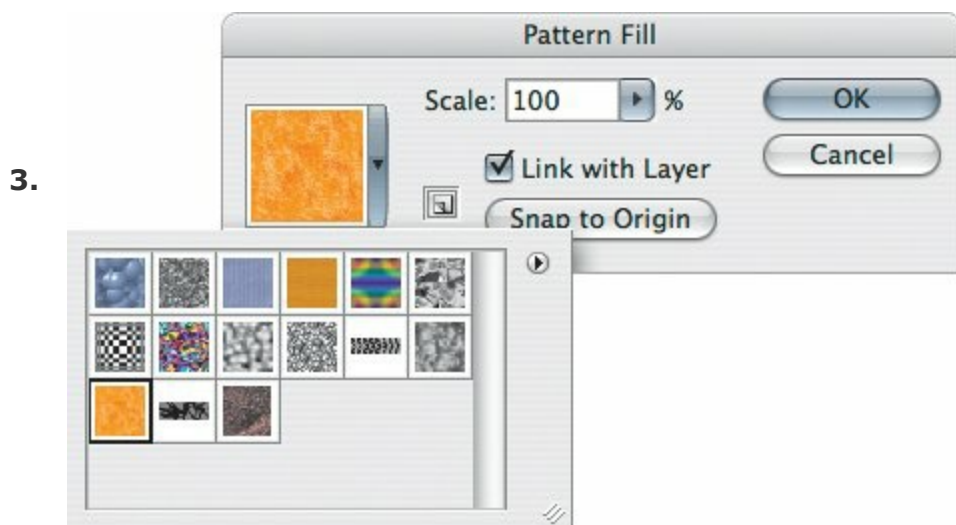 Pattern Fill
Scale: 100 %
OK
Link with Layer
Cancel
3.
Snap to Origin